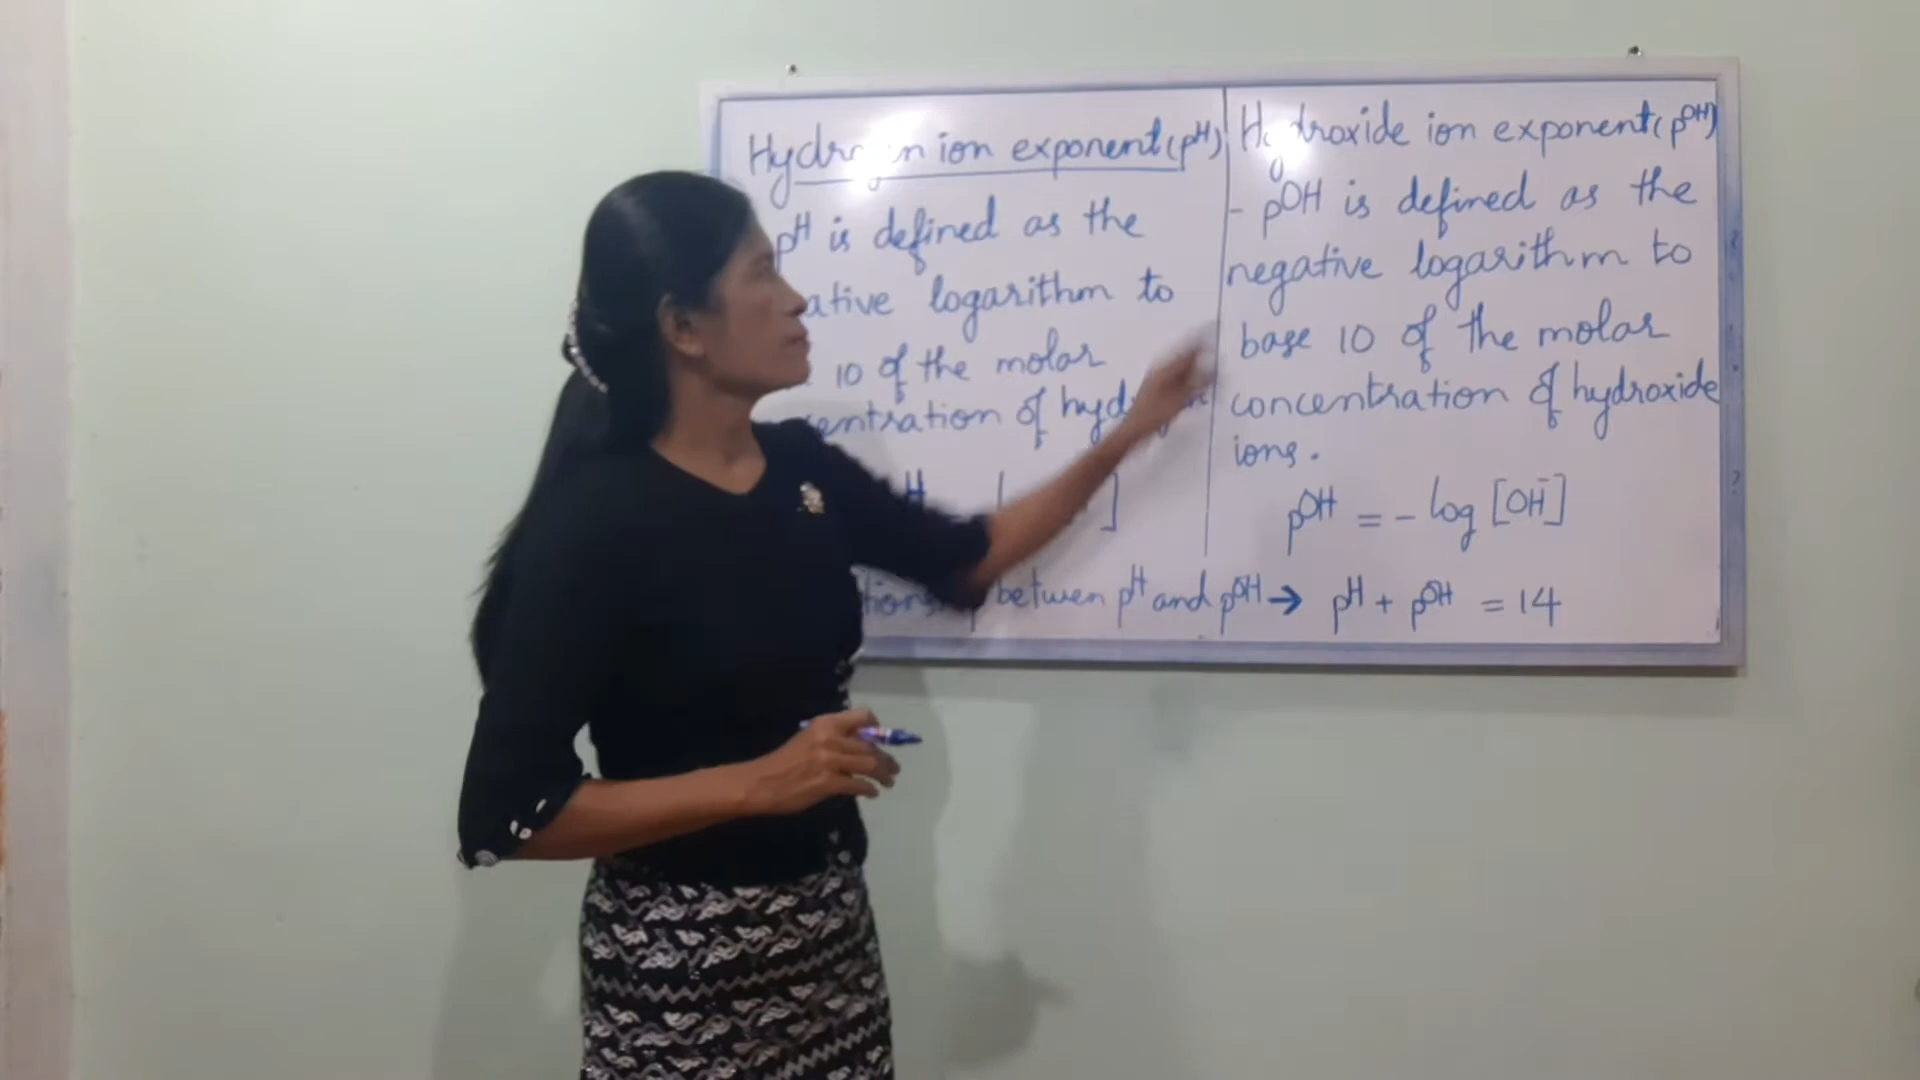 Hydrogen ion exponent (pH)
pH is defined as the
ative logarithm to
10 of the molar
centration of hyd
H
]
between pH and pOH → pH + pOH = 14
Hydroxide ion exponent (pOH)
- pOH is defined as the
negative logarithm to
base 10 of the molar
concentration of hydroxide
ions.
pOH = - log [OH-]